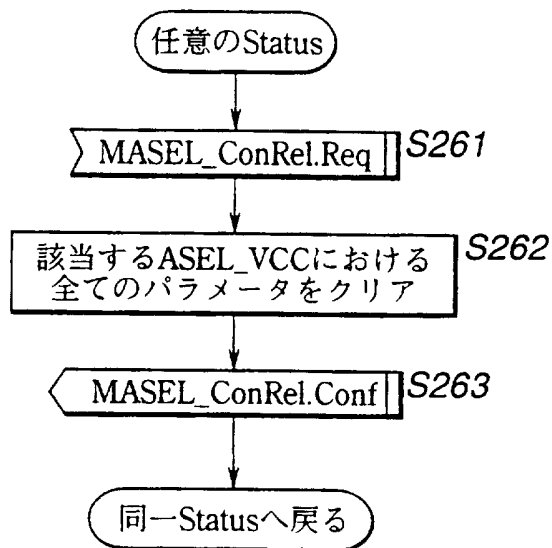 任意のStatus
MASEL_ConRel.Req
S261
該当するASEL_VCCにおける
全てのパラメータをクリア
S262
MASEL_ConRel.Conf
S263
同一Statusへ戻る